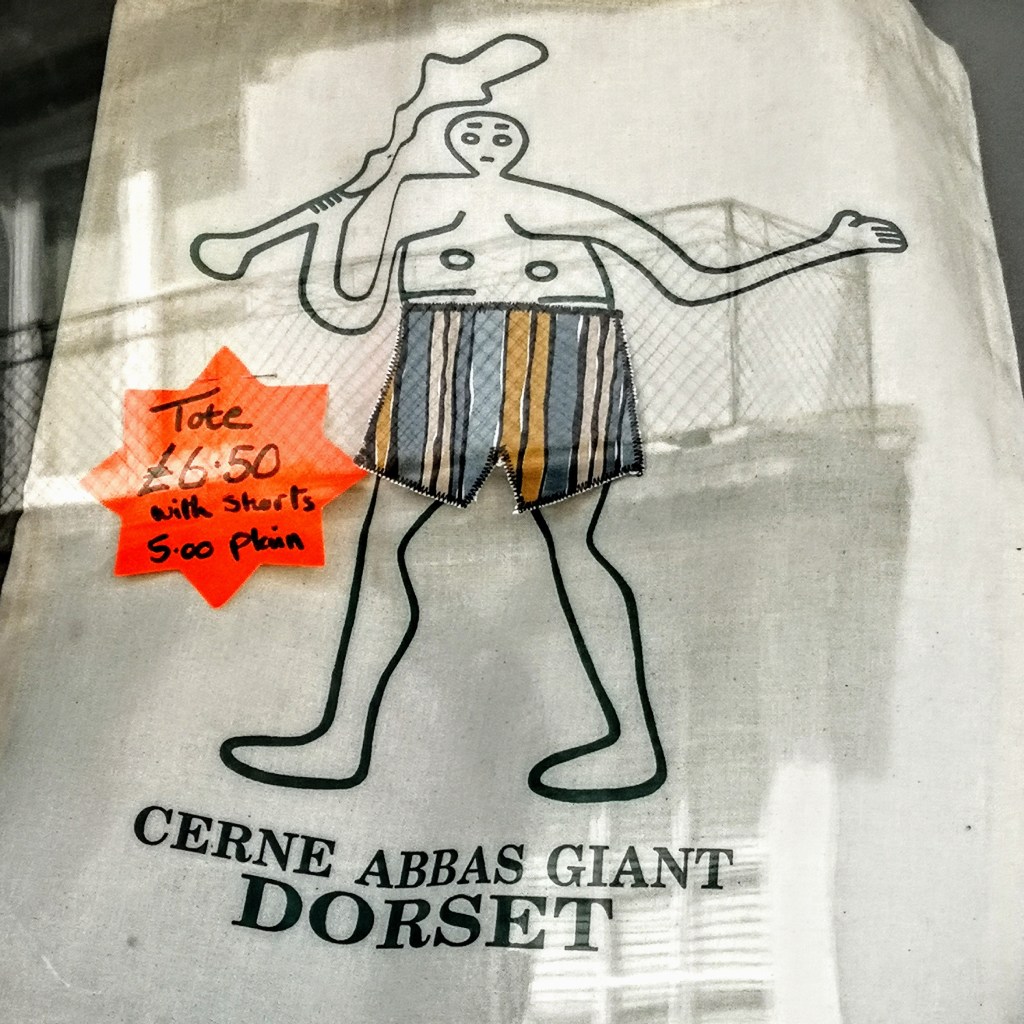 Tote
£6.50
with shorts
5.00 plain
CERNE ABBAS GIANT
DORSET